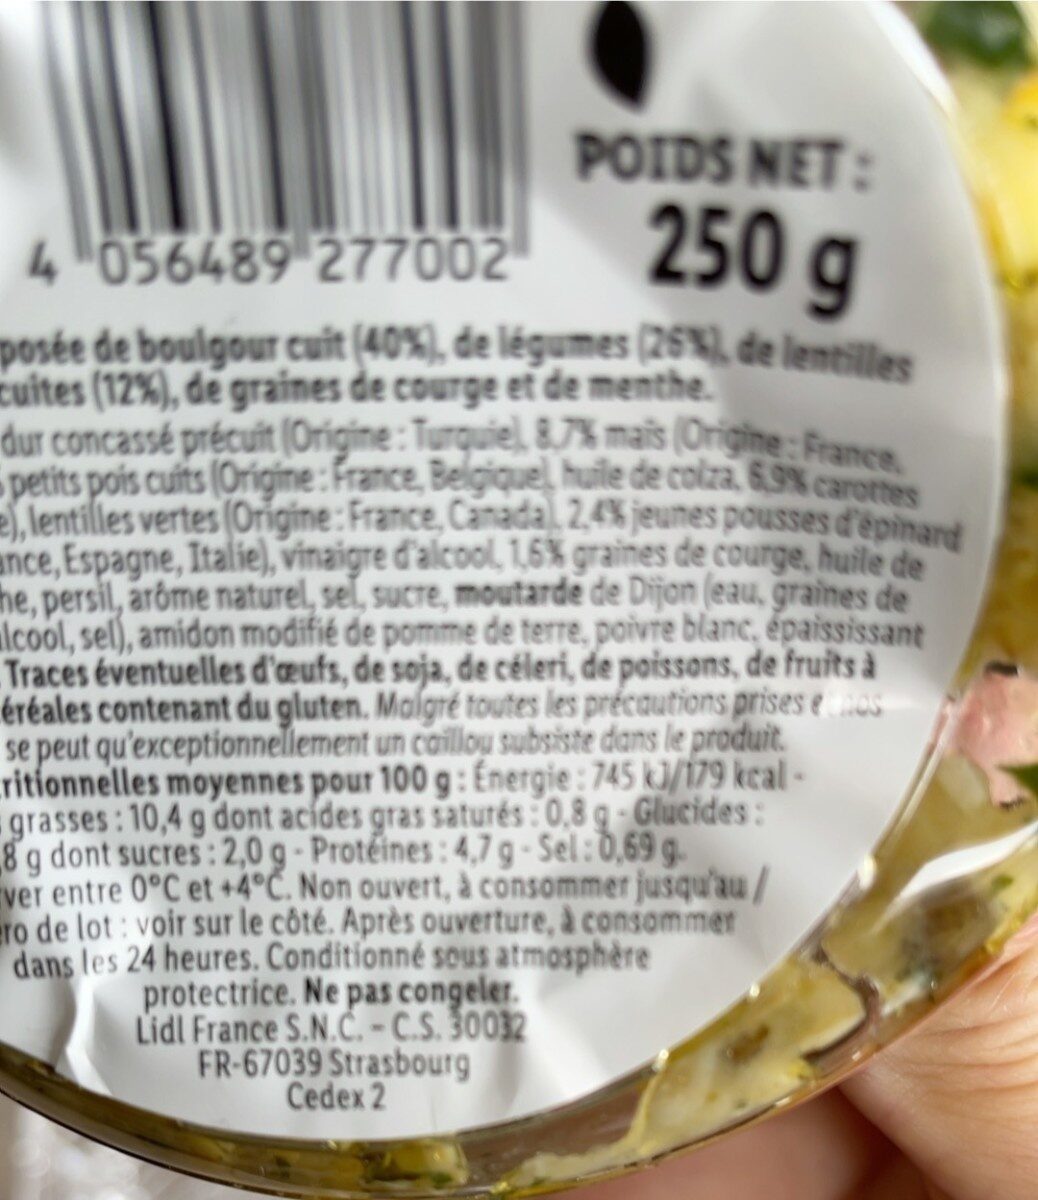 POIDS NET :
250 g
4 056489 277002
posée de boulgour cuit (40%), de légumes (26%), de lentilles
cuites (12%), de graines de courge et de menthe.
dur concassé précuit (Origine : Turquie), 8,7% maïs (Origine : France,
petits pois cuits (Origine : France, Belgique), huile de colza, 6,9% carottes
e), lentilles vertes (Origine : France, Canada), 2,4% jeunes pousses d'épinard
ance, Espagne, Italie), vinaigre d'alcool, 1,6% graines de courge, huile de
he, persil, arôme naturel, sel, sucre, moutarde de Dijon (eau, graines de
lcool, sel), amidon modifié de pomme de terre, poivre blanc, épaississant
Traces éventuelles d'œufs, de soja, de céleri, de poissons, de fruits à
éréales contenant du gluten. Malgré toutes les précautions prises et nos
se peut qu'exceptionnellement un caillou subsiste dans le produit.
ritionnelles moyennes pour 100 g : Énergie : 745 kJ/179 kcal -
grasses : 10,4 g dont acides gras saturés : 0,8 g - Glucides :
8 g dont sucres : 2,0 g - Protéines : 4,7 g - Sel : 0,69 g.
ver entre 0°C et +4°C. Non ouvert, à consommer jusqu'au /
ro de lot : voir sur le côté. Après ouverture, à consommer
dans les 24 heures. Conditionné sous atmosphère
protectrice. Ne pas congeler.
Lidl France S.N.C. - C.S. 30032
FR-67039 Strasbourg
Cedex 2